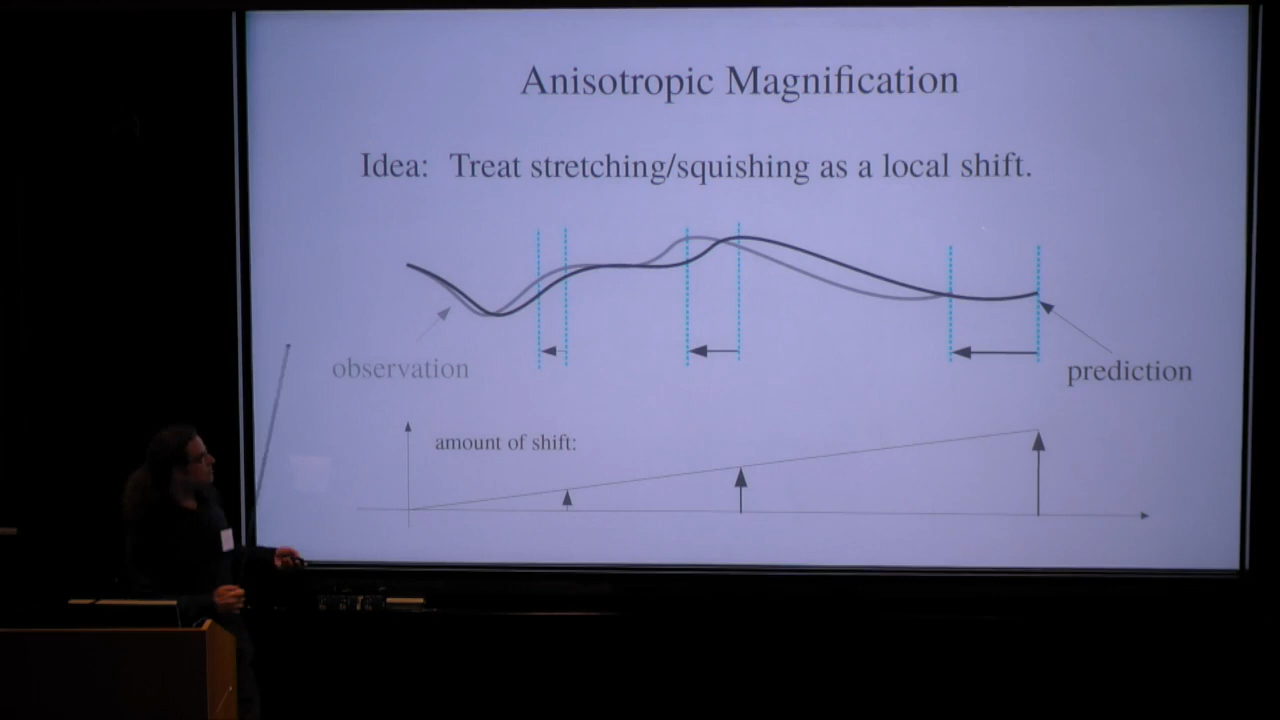 Anisotropic Magnification
Idea: Treat stretching/squishing as a local shift.
observation
prediction
amount of shift: